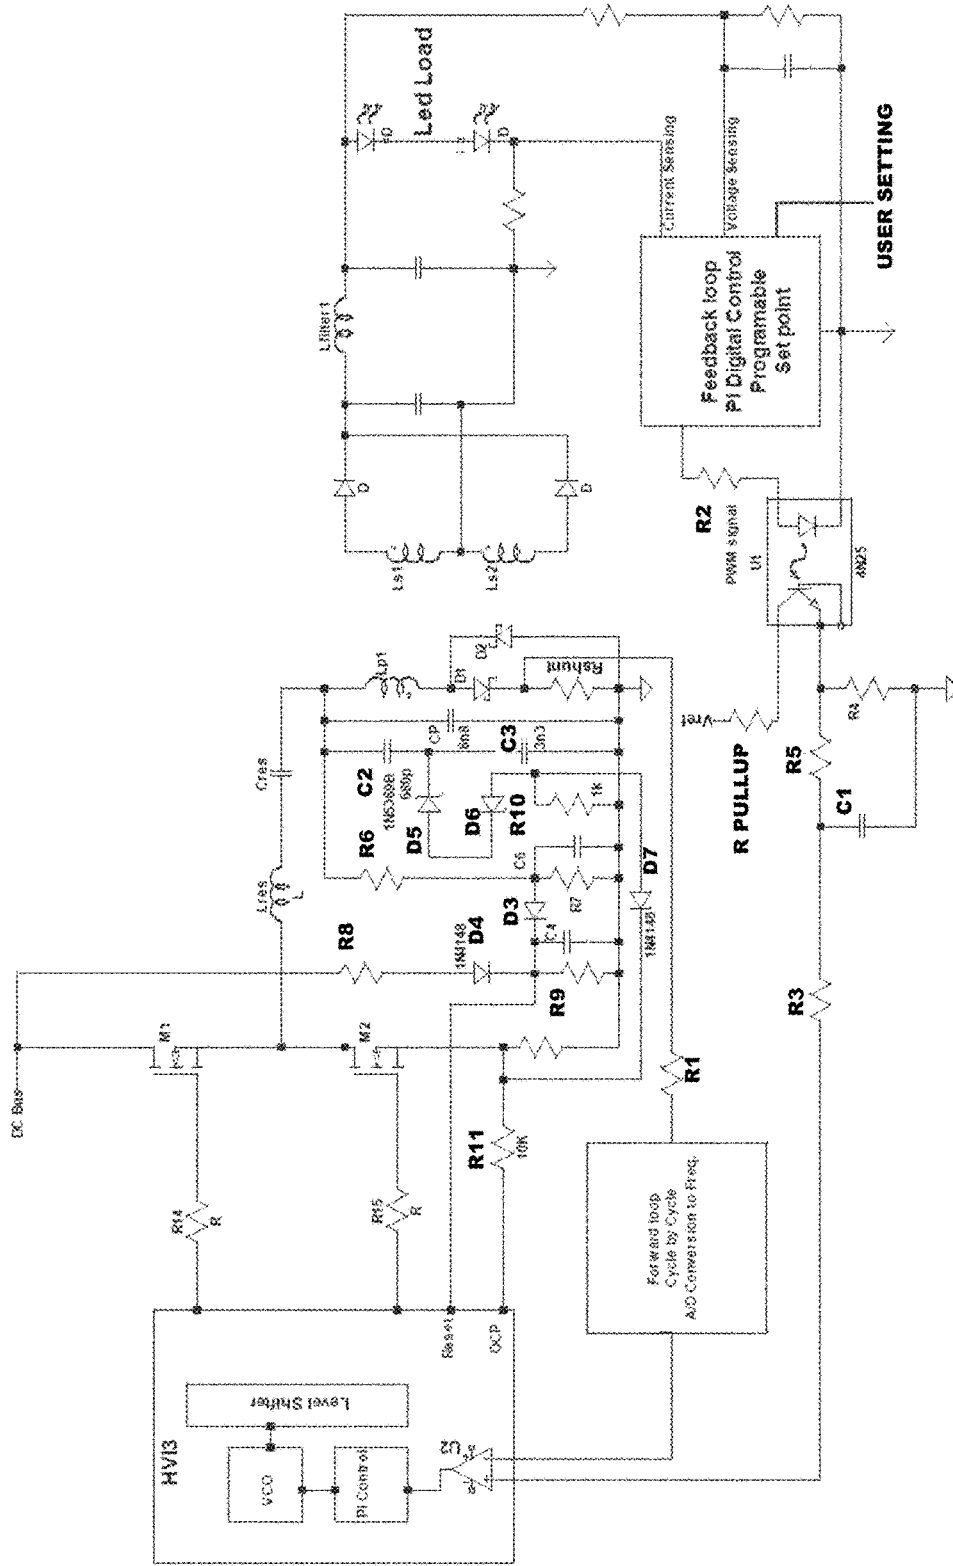 DC Bus
M1
M2
R14
R
R15
R
HVI3
Level Shifter
VCO
PI Control
Reset
OCP
R11
10K
R8
D4
1N4148
R9
C4
D3
Lres
L
Cres
R6
C6
R7
D5
1N5369B
C2
680p
D6
R10
1K
C3
3n3
CP
6n8
Lp1
D1
D2
Rshunt
D7
1N4148
R1
Forward loop
Cycle by Cycle
A/D Conversion to Freq.
R3
C1
R5
R4
R PULLUP
Vref
U1
4N25
PWM signal
R2
Ls1
Ls2
D
D
Lfilter1
Led Load
D
D
Current Sensing
Voltage Sensing
Feedback loop
PI Digital Control
Programable
Set point
USER SETTING